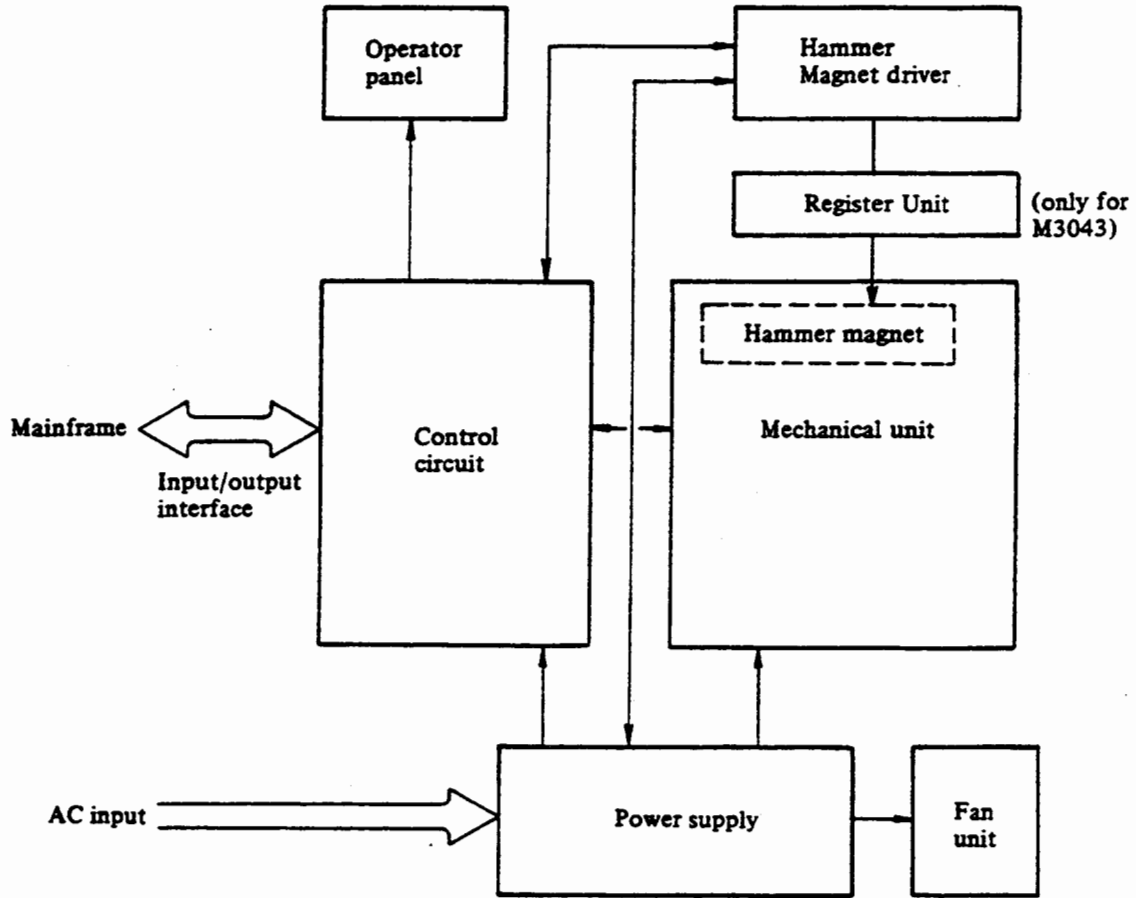 Operator
panel
Hammer
Magnet driver
Register Unit
(only for
M3043)
Hammer magnet
Mainframe
Input/output
interface
Control
circuit
Mechanical unit
AC input
Power supply
Fan
unit